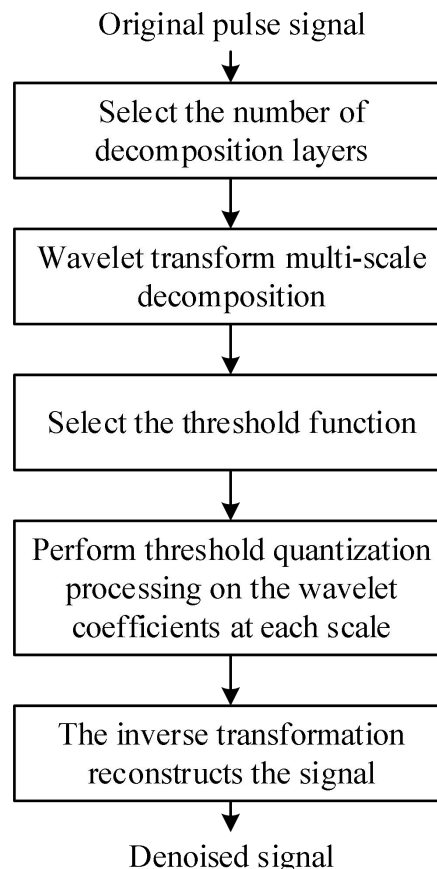 Original pulse signal
Select the number of
decomposition layers
Wavelet transform multi-scale
decomposition
Select the threshold function
Perform threshold quantization
processing on the wavelet
coefficients at each scale
The inverse transformation
reconstructs the signal
Denoised signal